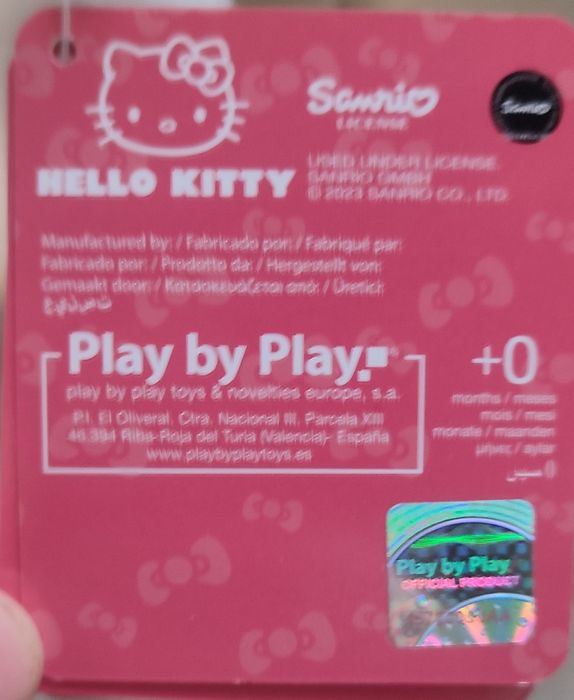 Sanrio
LICENSE
Sanrio
HELLO KITTY
USED UNDER LICENSE.
SANRIO GMBH
© 2023 SANRIO CO., LTD.
Manufactured by: / Fabricado por: / Fabriqué par:
Fabricado por: / Prodotto da: / Hergestellt von:
Gemaakt door: / Κατασκευάζεται από: / Üretici:
Play by Play
play by play toys & novelties europe, s.a.
P.I. El Oliveral, Ctra. Nacional III, Parcela XIII
46.394 Riba-Roja del Turia (Valencia)- España
www.playbyplaytoys.es
+0
months / meses
mois / mesi
monate / maanden
μήνες / aylar
Play by Play
OFFICIAL PRODUCT